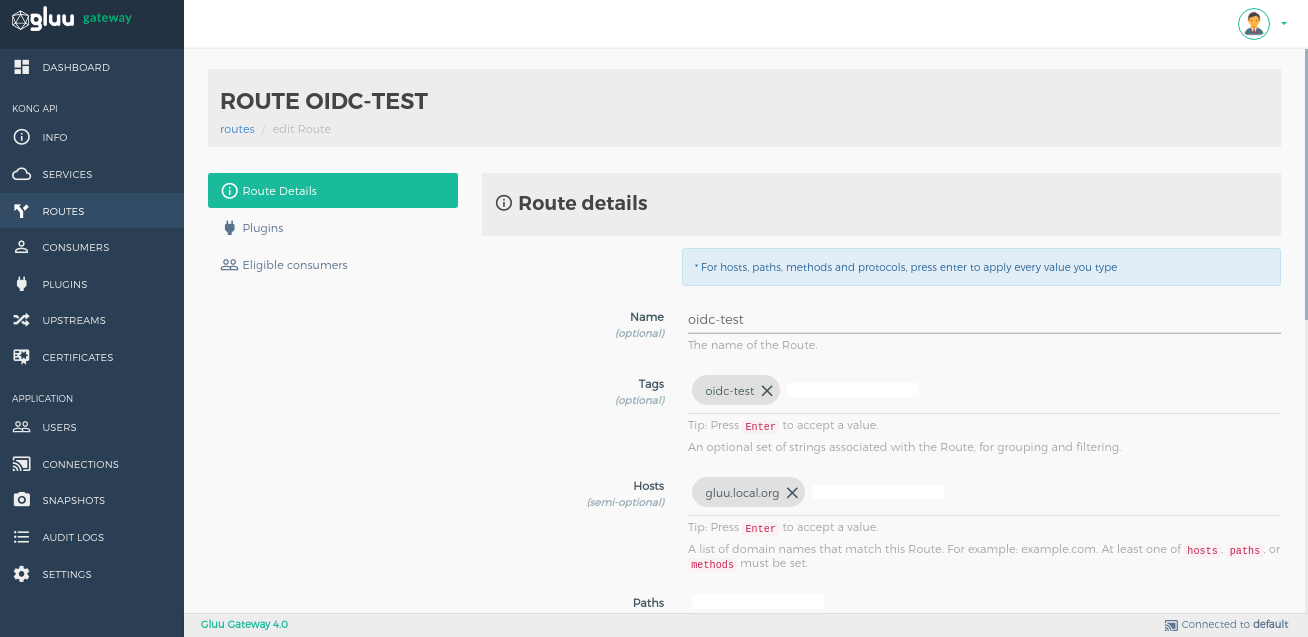 gluu gateway
DASHBOARD
KONG API
INFO
SERVICES
ROUTES
CONSUMERS
PLUGINS
UPSTREAMS
CERTIFICATES
APPLICATION
USERS
CONNECTIONS
SNAPSHOTS
AUDIT LOGS
SETTINGS
ROUTE OIDC-TEST
routes / edit Route
Route Details
Plugins
Eligible consumers
Route details
* For hosts, paths, methods and protocols, press enter to apply every value you type
Name
(optional)
oidc-test
The name of the Route.
Tags
(optional)
oidc-test
Tip: Press Enter to accept a value.
An optional set of strings associated with the Route, for grouping and filtering.
Hosts
(semi-optional)
gluu.local.org
Tip: Press Enter to accept a value.
A list of domain names that match this Route. For example: example.com. At least one of hosts, paths, or
methods must be set.
Paths
Gluu Gateway 4.0
Connected to default